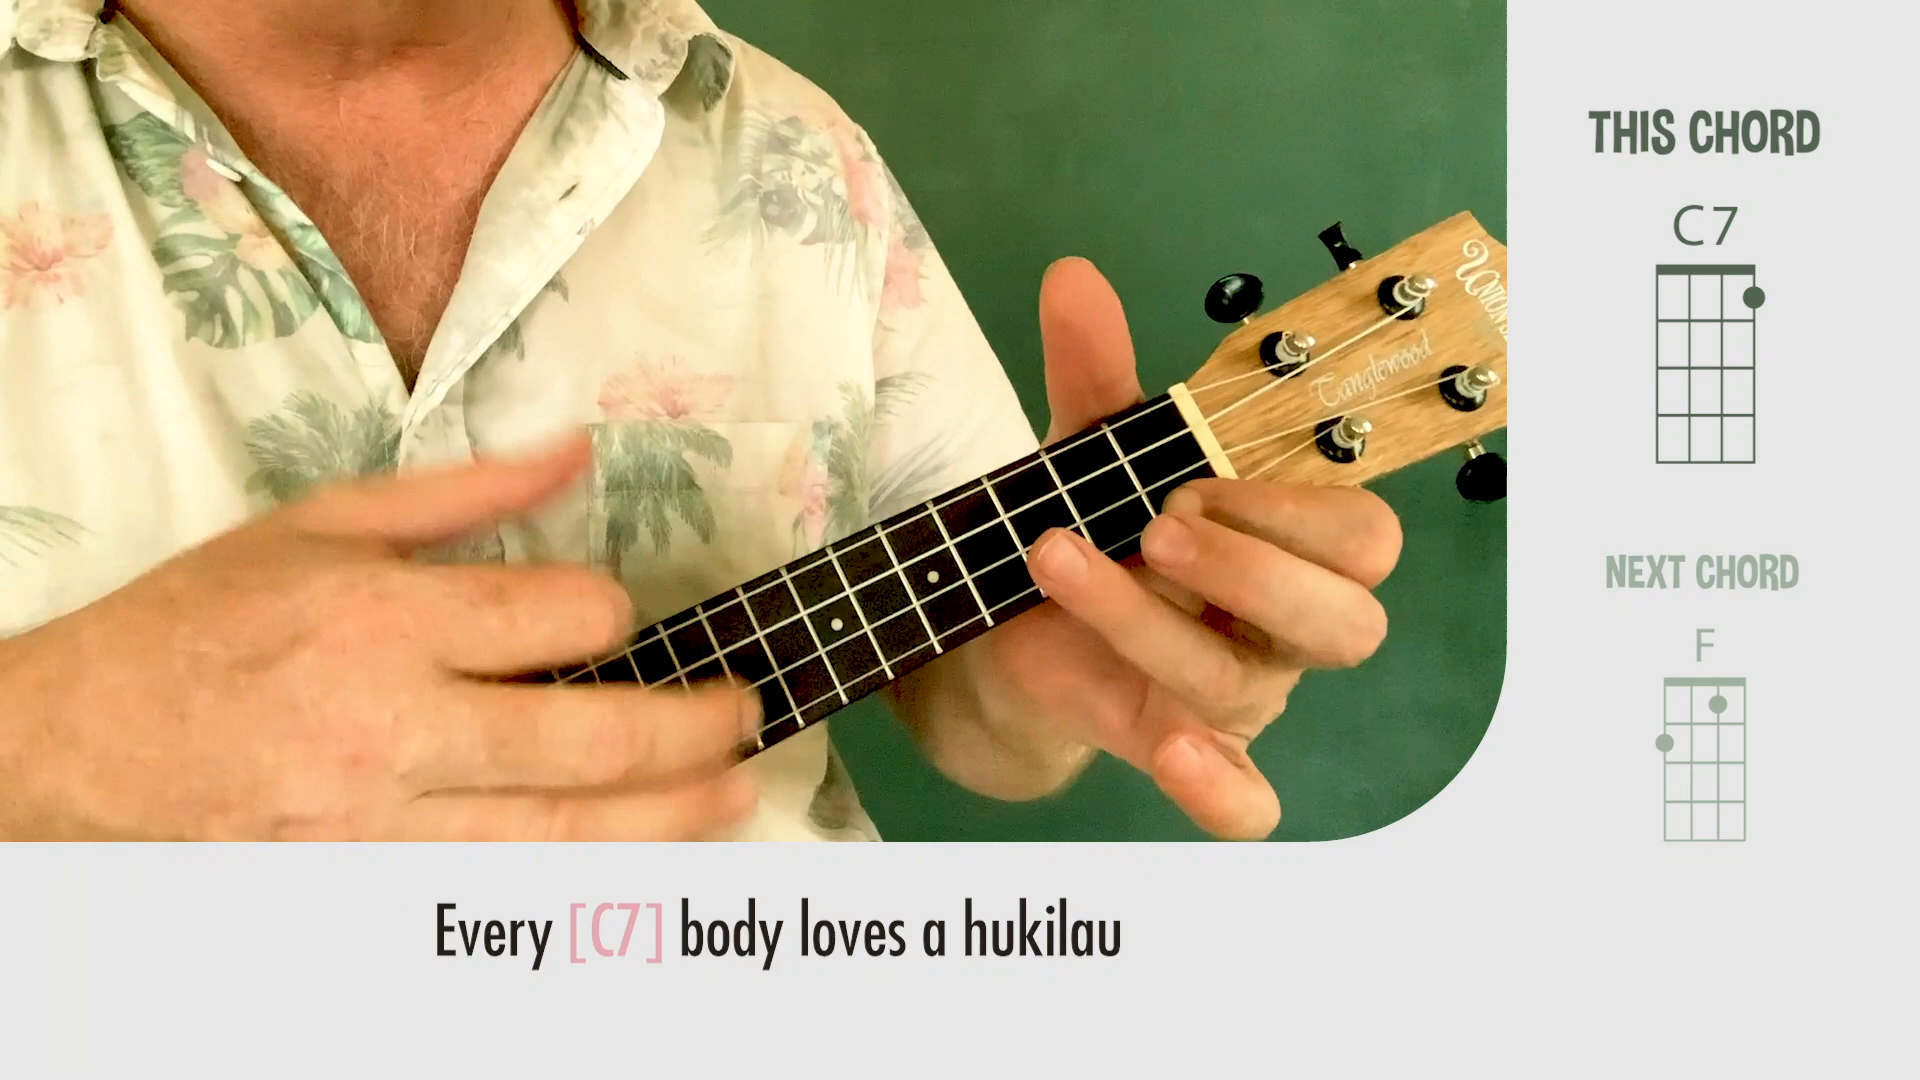 THIS CHORD
C7
Tanglewood
NEXT CHORD
F
Every [C7] body loves a hukilau